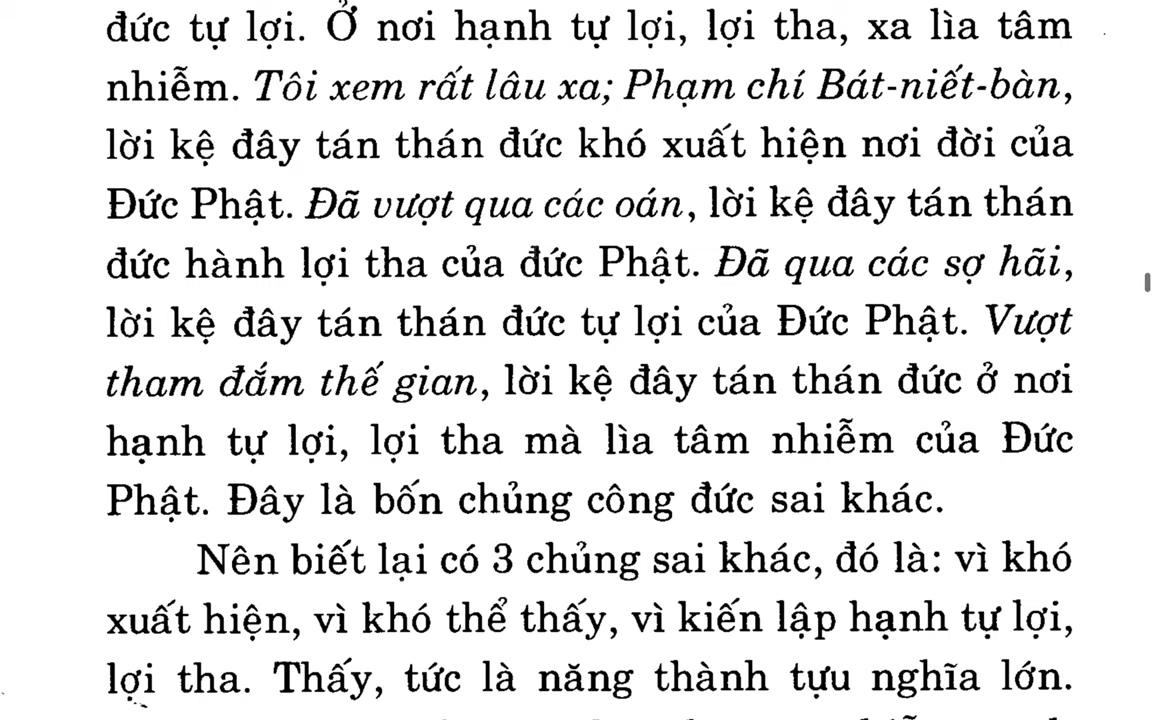 đức tự lợi. Ở nơi hạnh tự lợi, lợi tha, xa lìa tâm
nhiễm. Tôi xem rất lâu xa; Phạm chí Bát-niết-bàn,
lời kệ đây tán thán đức khó xuất hiện nơi đời của
Đức Phật. Đã vượt qua các oán, lời kệ đây tán thán
đức hành lợi tha của đức Phật. Đã qua các sợ hãi,
lời kệ đây tán thán đức tự lợi của Đức Phật. Vượt
tham đắm thế gian, lời kệ đây tán thán đức ở nơi
hạnh tự lợi, lợi tha mà lìa tâm nhiễm của Đức
Phật. Đây là bốn chủng công đức sai khác.
Nên biết lại có 3 chủng sai khác, đó là: vì khó
xuất hiện, vì khó thể thấy, vì kiến lập hạnh tự lợi,
lợi tha. Thấy, tức là năng thành tựu nghĩa lớn.